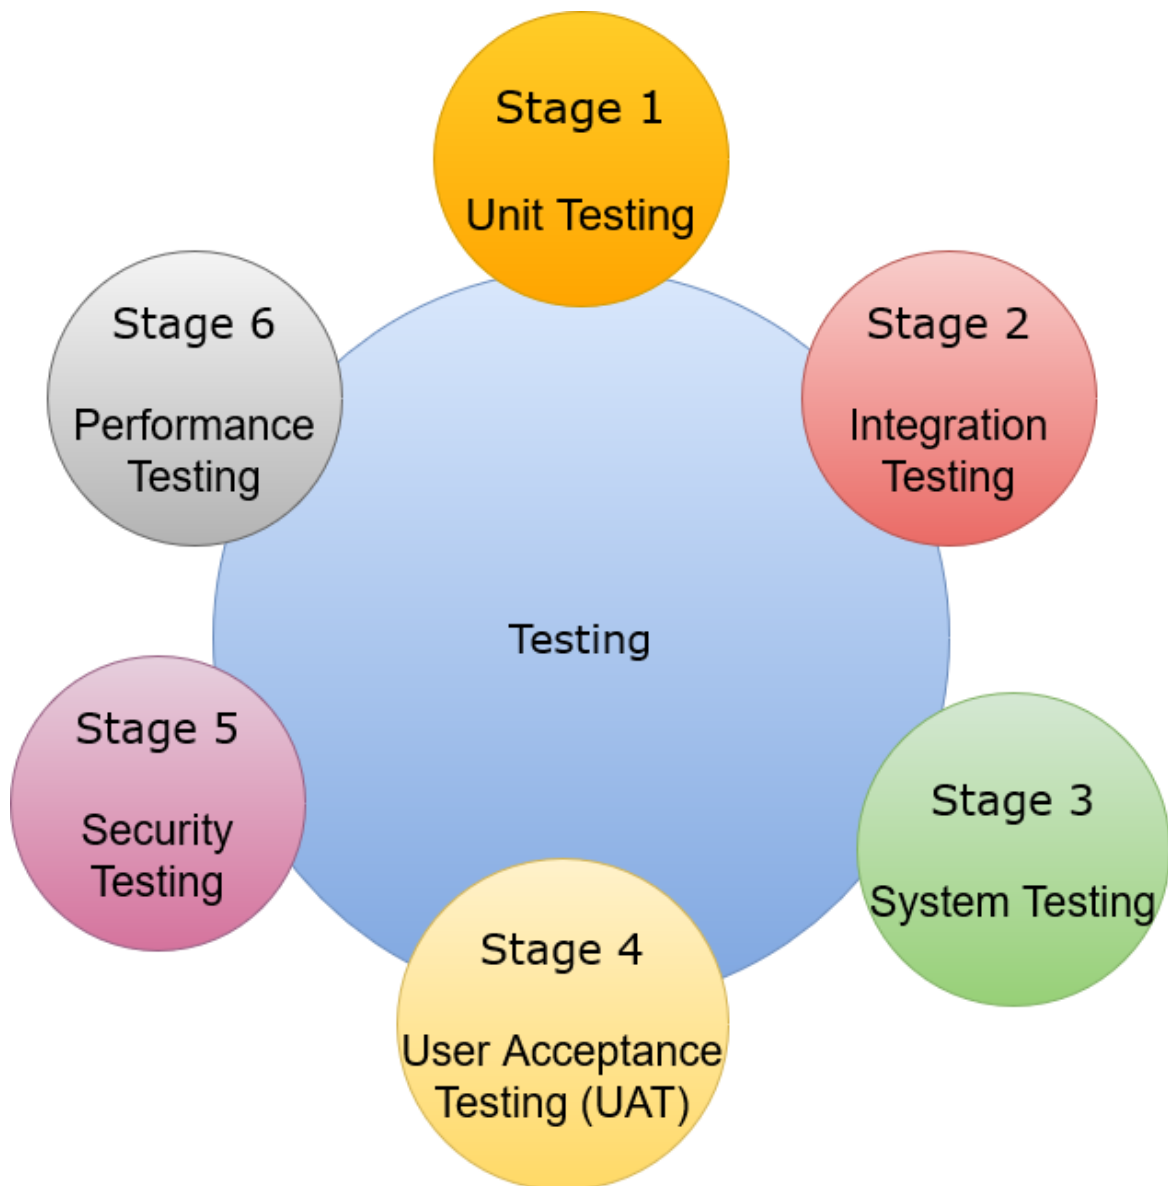 Stage 1
Unit Testing
Stage 2
Integration
Testing
Stage 3
System Testing
Stage 4
User Acceptance
Testing (UAT)
Stage 5
Security
Testing
Stage 6
Performance
Testing
Testing